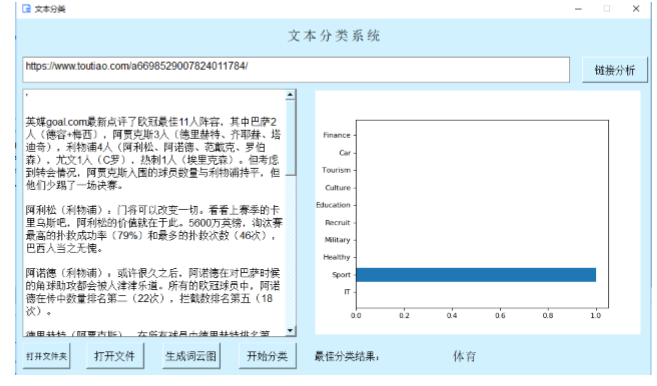 文本分类
文本分类系统
https://www.toutiao.com/a6698529007824011784/
链接分析
英媒goal.com最新点评了欧冠最佳11人阵容，其中巴萨2
人（德容+梅西），阿贾克斯3人（德里赫特、齐耶赫、塔
迪奇），利物浦4人（阿利松、阿诺德、范戴克、罗伯
森），尤文1人（C罗），热刺1人（埃里克森）。但考虑
到转会情况，阿贾克斯入围的球员数量与利物浦持平，但
他们少踢了一场决赛。
阿利松（利物浦）：门将可以改变一切。看看上赛季的卡
里乌斯吧，阿利松的价值就在于此。5600万英镑，淘汰赛
最高的扑救成功率（79%）和最多的扑救次数（46次），
巴西人当之无愧。
阿诺德（利物浦）：或许很久之后，阿诺德在对巴萨时候
的角球助攻都会被人津津乐道。所有的欧冠球员中，阿诺
德在传中数量排名第二（22次），拦截数排名第五（18
次）。
德里赫特（阿贾克斯）：在所有球员中德里赫特排名第
Finance
Car
Tourism
Culture
Education
Recruit
Military
Healthy
Sport
IT
0.0 0.2 0.4 0.6 0.8 1.0
打开文件夹 打开文件 生成词云图 开始分类 最佳分类结果： 体育